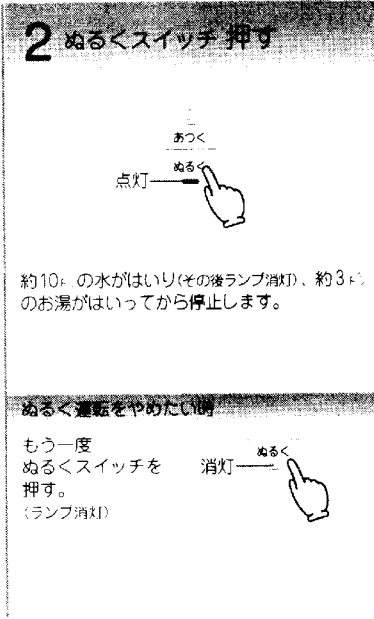 2 ぬるくスイッチ 押す
あつく
ぬるく
点灯
約10ℓの水がはいり(その後ランプ消灯)、約3ℓ
のお湯がはいってから停止します。
ぬるく運転をやめたい時
もう一度
ぬるくスイッチを
押す。
(ランプ消灯)
ぬるく
消灯